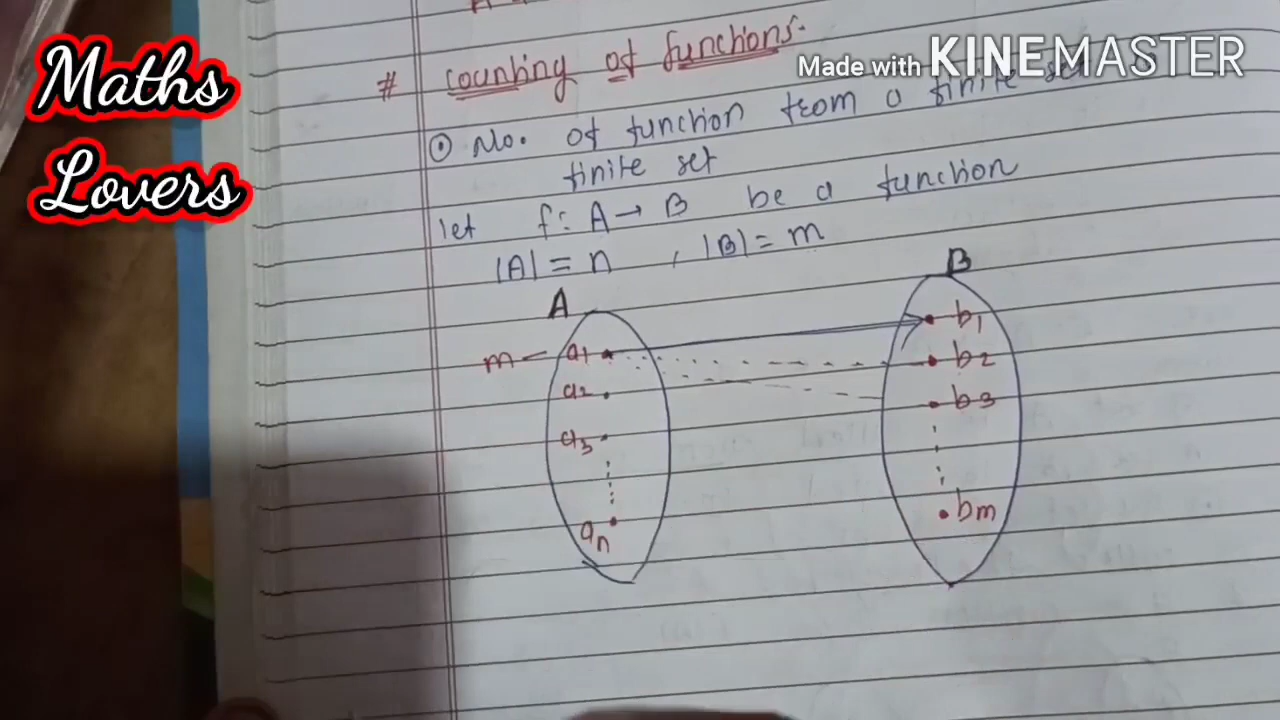 Maths
Lovers
Made with KINEMASTER
# Counting of functions.
⊙ No. of function from a finite set
finite set
let f: A → B be a function
|A| = n , |B| = m
A
B
m - a1
a2
a3
an
b1
b2
b3
bm